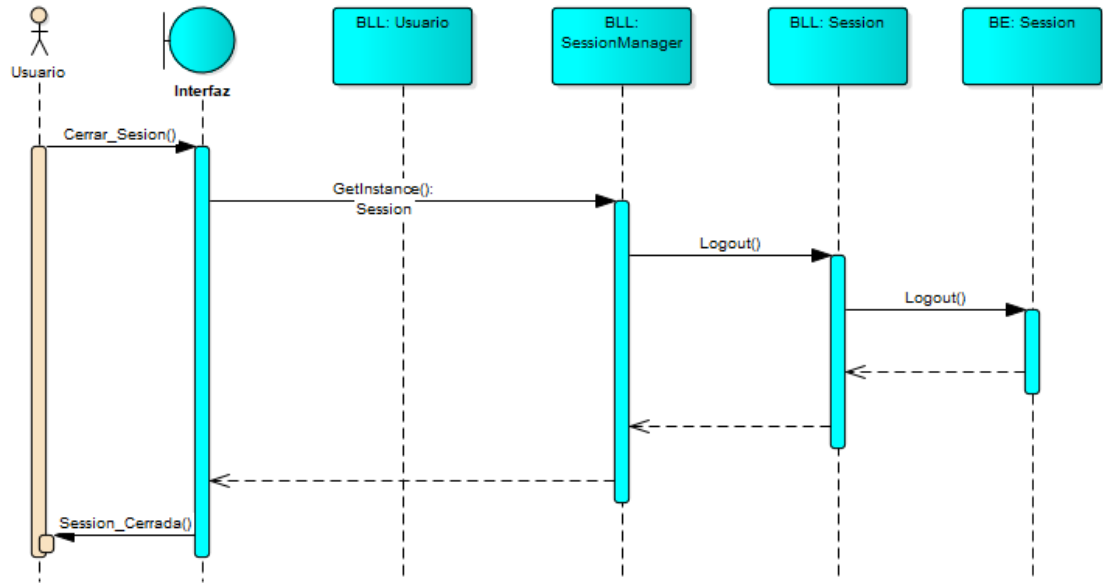 Usuario
Interfaz
BLL: Usuario
BLL:
SessionManager
BLL: Session
BE: Session
Cerrar_Sesion()
GetInstance():
Session
Logout()
Logout()
Session_Cerrada()